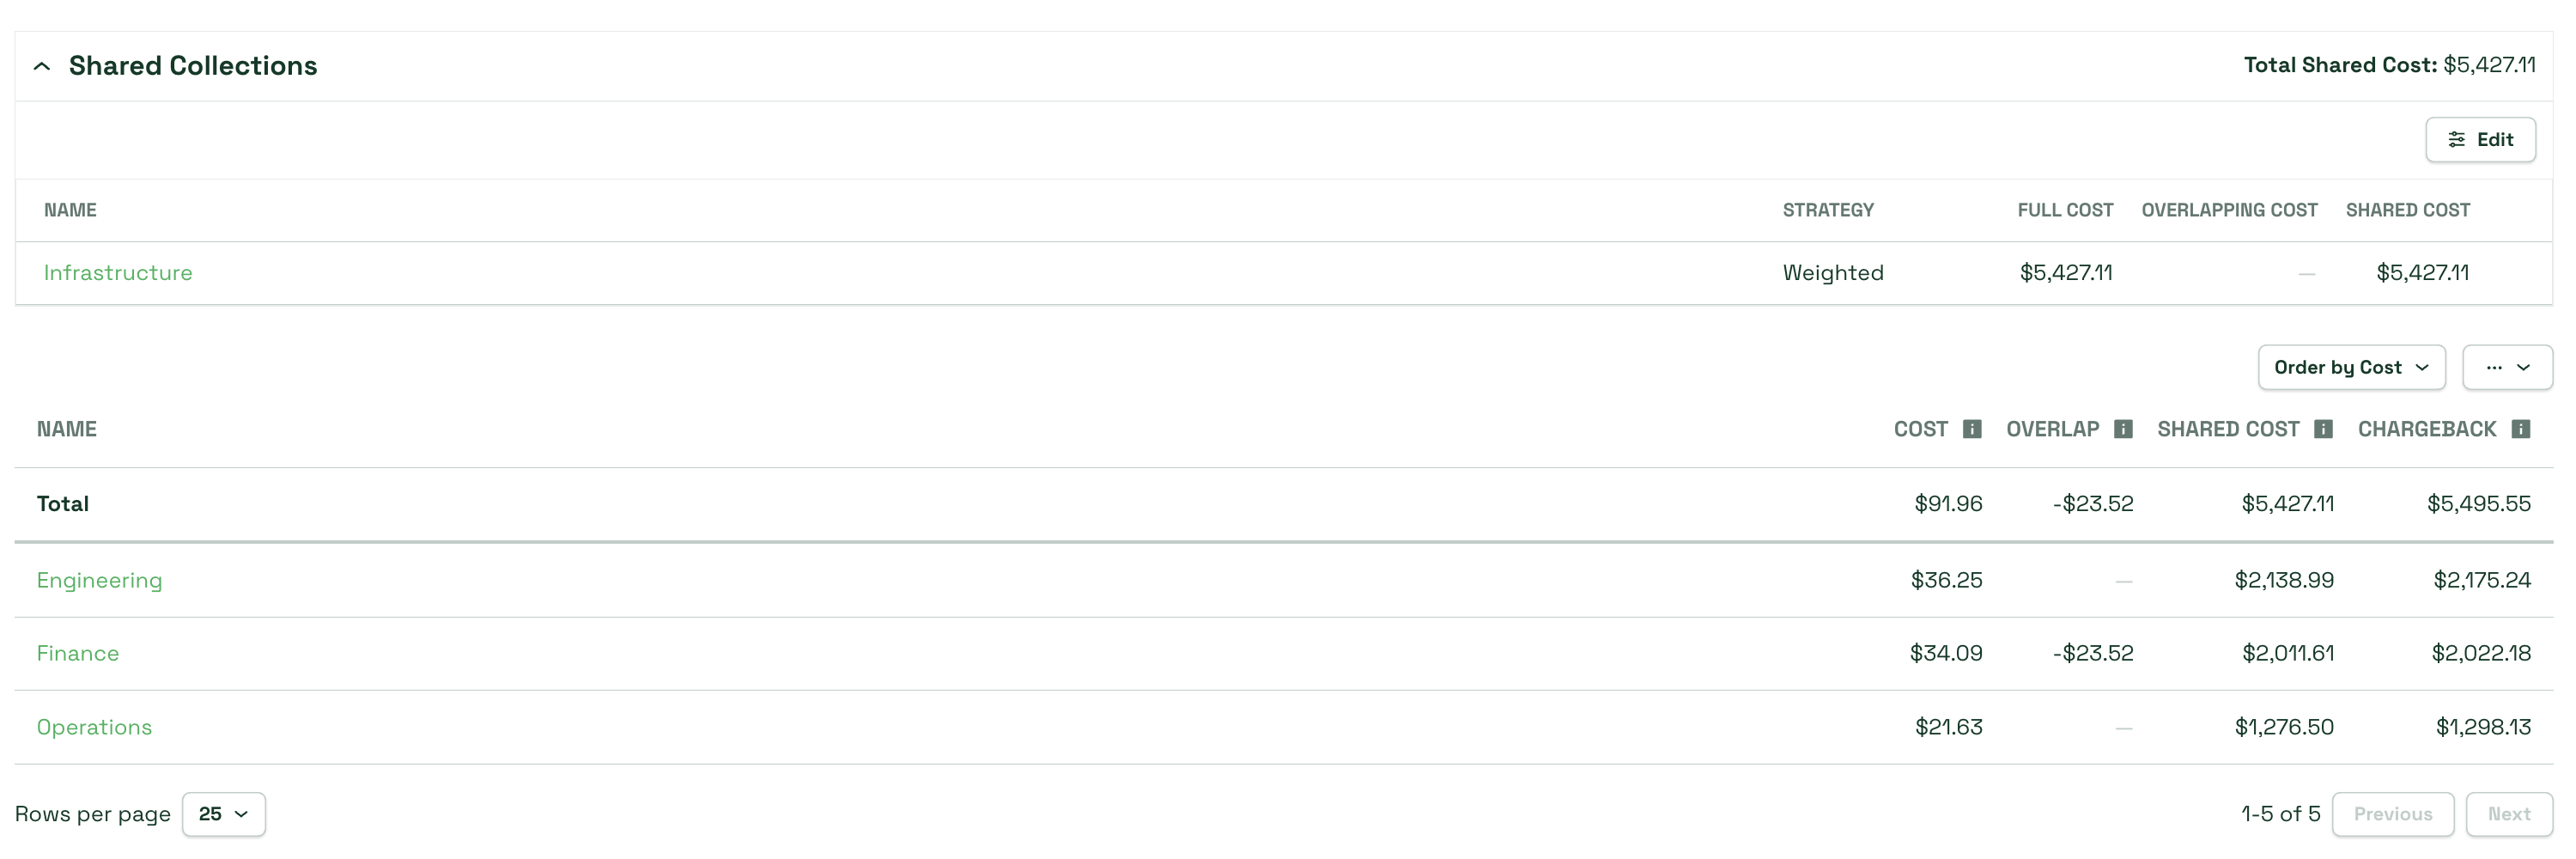 Shared Collections Total Shared Cost: $5,427.11
Edit
NAME STRATEGY FULL COST OVERLAPPING COST SHARED COST
Infrastructure Weighted $5,427.11 — $5,427.11
Order by Cost ...
NAME COST i OVERLAP i SHARED COST i CHARGEBACK i
Total $91.96 -$23.52 $5,427.11 $5,495.55
Engineering $36.25 — $2,138.99 $2,175.24
Finance $34.09 -$23.52 $2,011.61 $2,022.18
Operations $21.63 — $1,276.50 $1,298.13
Rows per page 25 1-5 of 5 Previous Next